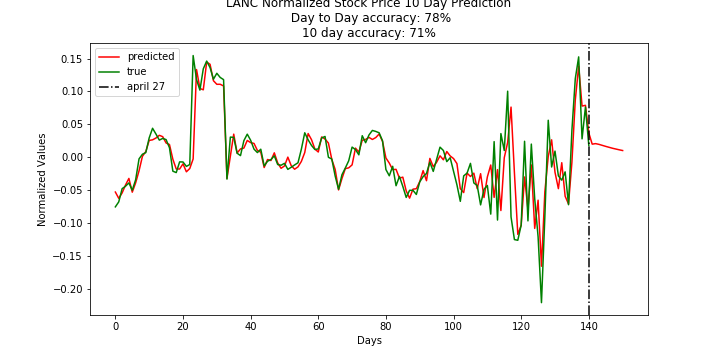 LANC Normalized Stock Price 10 Day Prediction
Day to Day accuracy: 78%
10 day accuracy: 71%
predicted
true
april 27
Normalized Values
0.15
0.10
0.05
0.00
−0.05
−0.10
−0.15
−0.20
0 20 40 60 80 100 120 140
Days